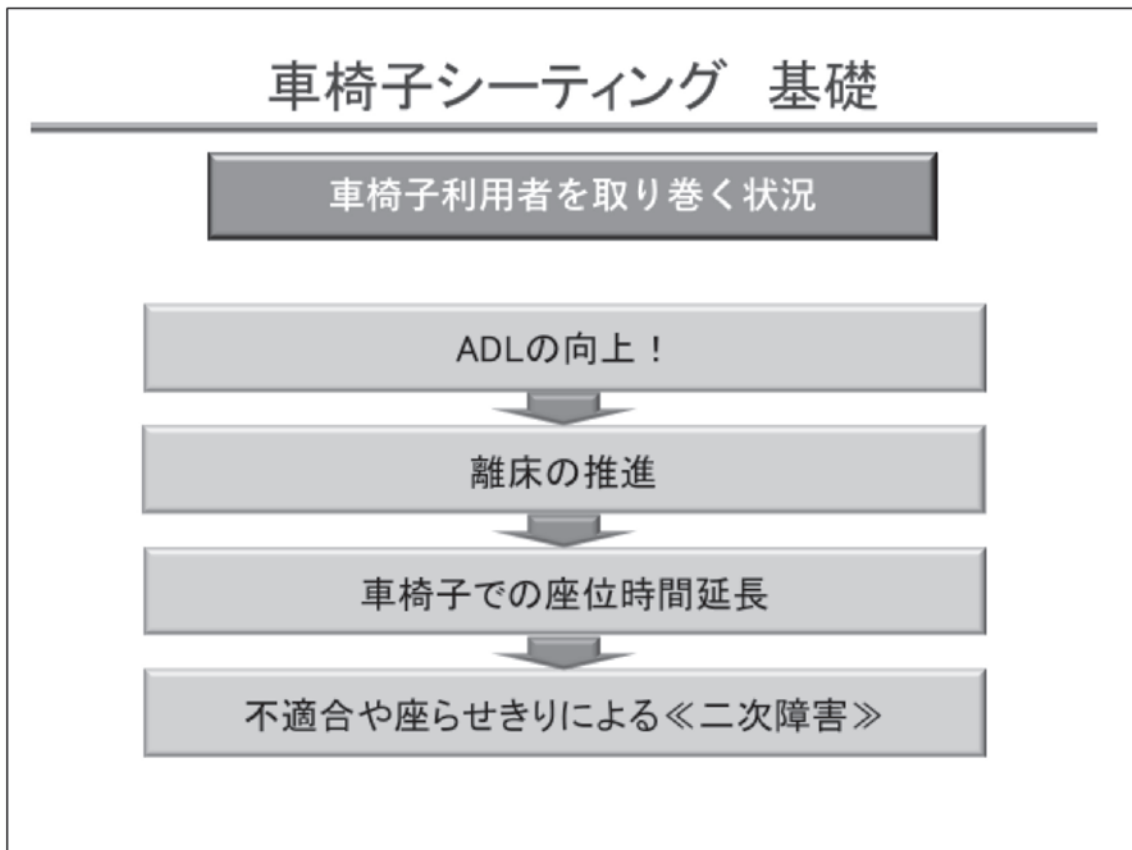 車椅子シーティング　基礎
車椅子利用者を取り巻く状況
ADLの向上！
離床の推進
車椅子での座位時間延長
不適合や座らせきりによる≪二次障害≫